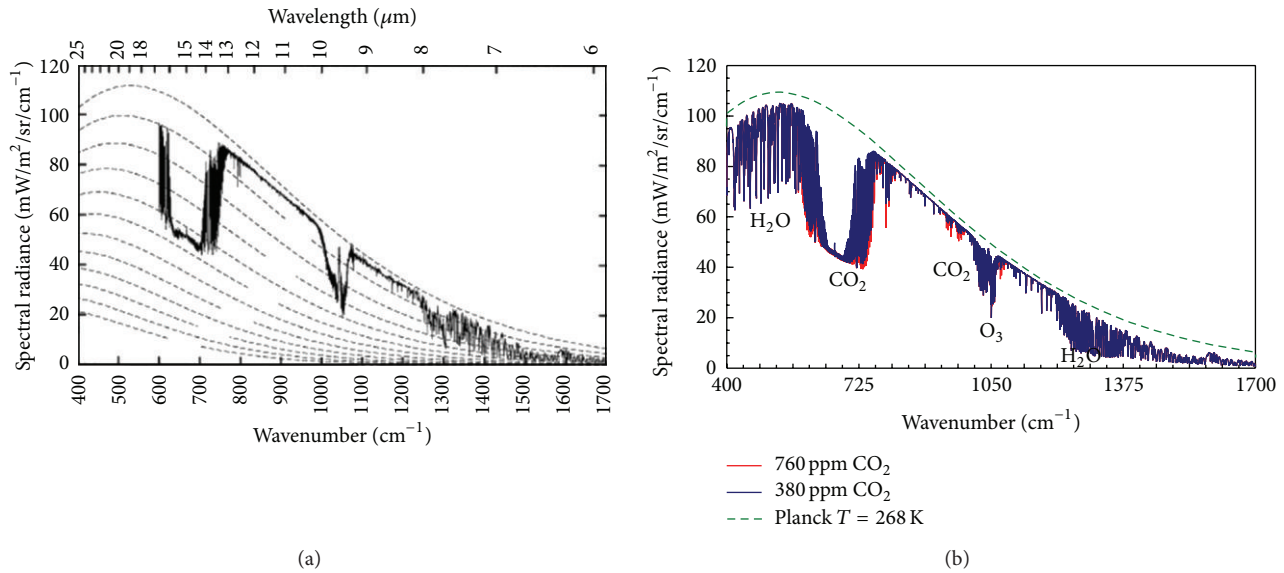 Wavelength (μm)
25 20 18 15 14 13 12 11 10 9 8 7 6
Spectral radiance (mW/m²/sr/cm⁻¹)
120
100
80
60
40
20
0
400 500 600 700 800 900 1000 1100 1200 1300 1400 1500 1600 1700
Wavenumber (cm⁻¹)
(a)
Spectral radiance (mW/m²/sr/cm⁻¹)
120
100
80
60
40
20
0
H₂O
CO₂
CO₂
O₃
H₂O
400 725 1050 1375 1700
Wavenumber (cm⁻¹)
760 ppm CO₂
380 ppm CO₂
Planck T = 268 K
(b)